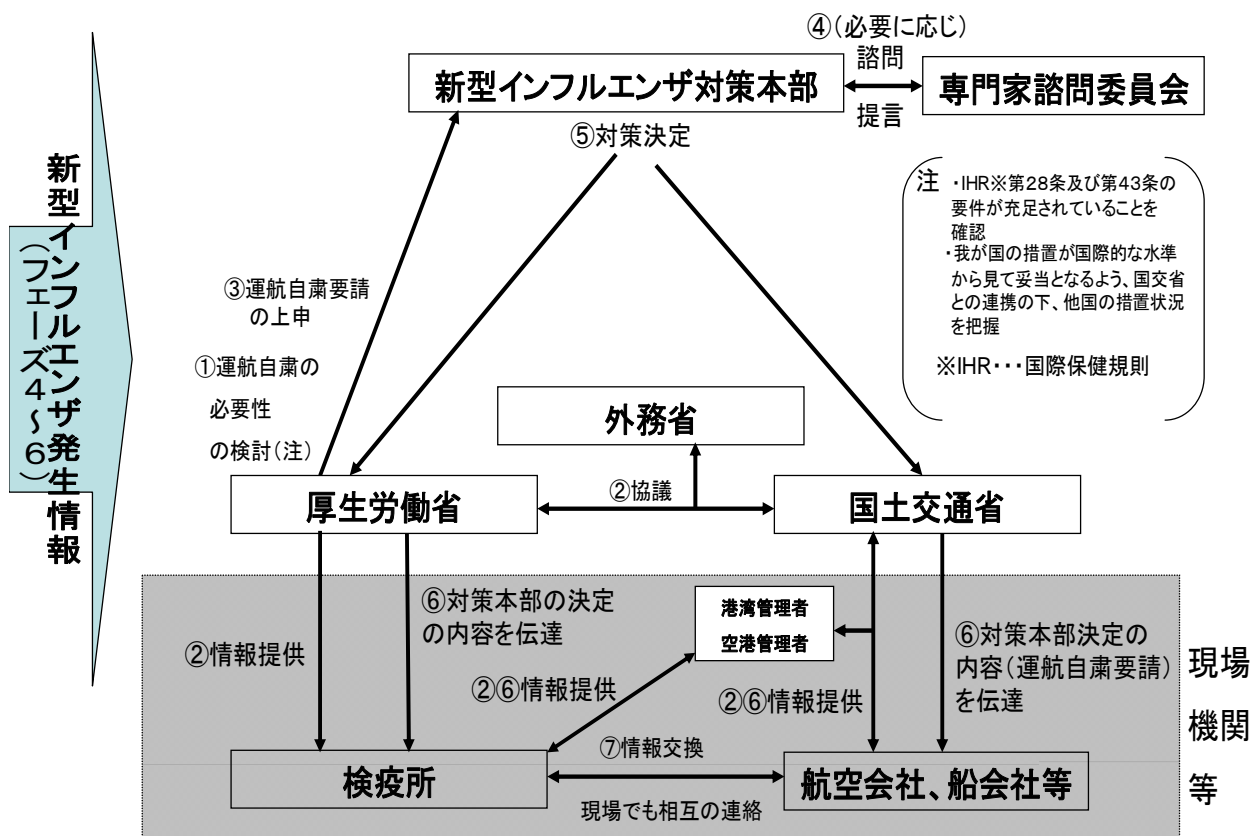 新型インフルエンザ発生情報
（フェーズ４～６）
④（必要に応じ）
諮問
新型インフルエンザ対策本部
専門家諮問委員会
提言
⑤対策決定
注 ・IHR※第28条及び第43条の
要件が充足されていることを
確認
・我が国の措置が国際的な水準
から見て妥当となるよう、国交省
との連携の下、他国の措置状況
を把握
※IHR・・・国際保健規則
③運航自粛要請
の上申
①運航自粛の
必要性
の検討（注）
外務省
②協議
厚生労働省
国土交通省
②情報提供
⑥対策本部の決定
の内容を伝達
港湾管理者
空港管理者
②⑥情報提供
②⑥情報提供
⑥対策本部決定の
内容（運航自粛要請）
を伝達
現場
機関
等
⑦情報交換
検疫所
航空会社、船会社等
現場でも相互の連絡